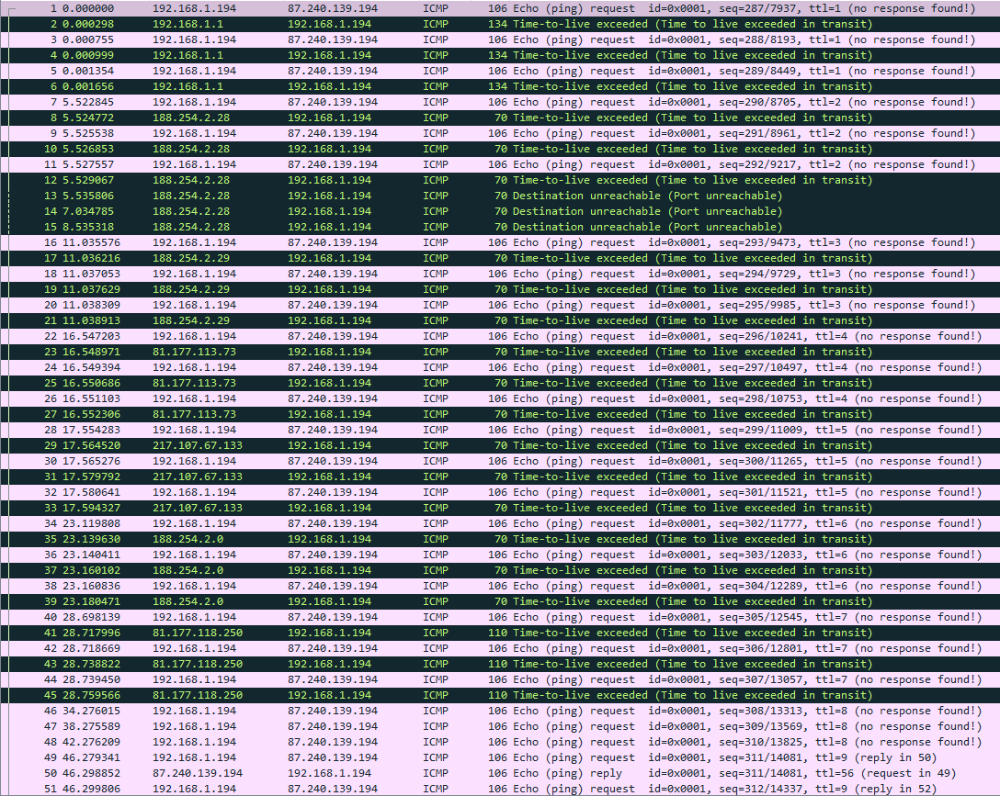 1 0.000000 192.168.1.194 87.240.139.194 ICMP 106 Echo (ping) request id=0x0001, seq=287/7937, ttl=1 (no response found!)
2 0.000298 192.168.1.1 192.168.1.194 ICMP 134 Time-to-live exceeded (Time to live exceeded in transit)
3 0.000755 192.168.1.194 87.240.139.194 ICMP 106 Echo (ping) request id=0x0001, seq=288/8193, ttl=1 (no response found!)
4 0.000999 192.168.1.1 192.168.1.194 ICMP 134 Time-to-live exceeded (Time to live exceeded in transit)
5 0.001354 192.168.1.194 87.240.139.194 ICMP 106 Echo (ping) request id=0x0001, seq=289/8449, ttl=1 (no response found!)
6 0.001656 192.168.1.1 192.168.1.194 ICMP 134 Time-to-live exceeded (Time to live exceeded in transit)
7 5.522845 192.168.1.194 87.240.139.194 ICMP 106 Echo (ping) request id=0x0001, seq=290/8705, ttl=2 (no response found!)
8 5.524772 188.254.2.28 192.168.1.194 ICMP 70 Time-to-live exceeded (Time to live exceeded in transit)
9 5.525538 192.168.1.194 87.240.139.194 ICMP 106 Echo (ping) request id=0x0001, seq=291/8961, ttl=2 (no response found!)
10 5.526853 188.254.2.28 192.168.1.194 ICMP 70 Time-to-live exceeded (Time to live exceeded in transit)
11 5.527557 192.168.1.194 87.240.139.194 ICMP 106 Echo (ping) request id=0x0001, seq=292/9217, ttl=2 (no response found!)
12 5.529067 188.254.2.28 192.168.1.194 ICMP 70 Time-to-live exceeded (Time to live exceeded in transit)
13 5.535806 188.254.2.28 192.168.1.194 ICMP 70 Destination unreachable (Port unreachable)
14 7.034785 188.254.2.28 192.168.1.194 ICMP 70 Destination unreachable (Port unreachable)
15 8.535318 188.254.2.28 192.168.1.194 ICMP 70 Destination unreachable (Port unreachable)
16 11.035576 192.168.1.194 87.240.139.194 ICMP 106 Echo (ping) request id=0x0001, seq=293/9473, ttl=3 (no response found!)
17 11.036216 188.254.2.29 192.168.1.194 ICMP 70 Time-to-live exceeded (Time to live exceeded in transit)
18 11.037053 192.168.1.194 87.240.139.194 ICMP 106 Echo (ping) request id=0x0001, seq=294/9729, ttl=3 (no response found!)
19 11.037629 188.254.2.29 192.168.1.194 ICMP 70 Time-to-live exceeded (Time to live exceeded in transit)
20 11.038309 192.168.1.194 87.240.139.194 ICMP 106 Echo (ping) request id=0x0001, seq=295/9985, ttl=3 (no response found!)
21 11.038913 188.254.2.29 192.168.1.194 ICMP 70 Time-to-live exceeded (Time to live exceeded in transit)
22 16.547203 192.168.1.194 87.240.139.194 ICMP 106 Echo (ping) request id=0x0001, seq=296/10241, ttl=4 (no response found!)
23 16.548971 81.177.113.73 192.168.1.194 ICMP 70 Time-to-live exceeded (Time to live exceeded in transit)
24 16.549394 192.168.1.194 87.240.139.194 ICMP 106 Echo (ping) request id=0x0001, seq=297/10497, ttl=4 (no response found!)
25 16.550686 81.177.113.73 192.168.1.194 ICMP 70 Time-to-live exceeded (Time to live exceeded in transit)
26 16.551103 192.168.1.194 87.240.139.194 ICMP 106 Echo (ping) request id=0x0001, seq=298/10753, ttl=4 (no response found!)
27 16.552306 81.177.113.73 192.168.1.194 ICMP 70 Time-to-live exceeded (Time to live exceeded in transit)
28 17.554283 192.168.1.194 87.240.139.194 ICMP 106 Echo (ping) request id=0x0001, seq=299/11009, ttl=5 (no response found!)
29 17.564520 217.107.67.133 192.168.1.194 ICMP 70 Time-to-live exceeded (Time to live exceeded in transit)
30 17.565276 192.168.1.194 87.240.139.194 ICMP 106 Echo (ping) request id=0x0001, seq=300/11265, ttl=5 (no response found!)
31 17.579792 217.107.67.133 192.168.1.194 ICMP 70 Time-to-live exceeded (Time to live exceeded in transit)
32 17.580641 192.168.1.194 87.240.139.194 ICMP 106 Echo (ping) request id=0x0001, seq=301/11521, ttl=5 (no response found!)
33 17.594327 217.107.67.133 192.168.1.194 ICMP 70 Time-to-live exceeded (Time to live exceeded in transit)
34 23.119808 192.168.1.194 87.240.139.194 ICMP 106 Echo (ping) request id=0x0001, seq=302/11777, ttl=6 (no response found!)
35 23.139630 188.254.2.0 192.168.1.194 ICMP 70 Time-to-live exceeded (Time to live exceeded in transit)
36 23.140411 192.168.1.194 87.240.139.194 ICMP 106 Echo (ping) request id=0x0001, seq=303/12033, ttl=6 (no response found!)
37 23.160102 188.254.2.0 192.168.1.194 ICMP 70 Time-to-live exceeded (Time to live exceeded in transit)
38 23.160836 192.168.1.194 87.240.139.194 ICMP 106 Echo (ping) request id=0x0001, seq=304/12289, ttl=6 (no response found!)
39 23.180471 188.254.2.0 192.168.1.194 ICMP 70 Time-to-live exceeded (Time to live exceeded in transit)
40 28.698139 192.168.1.194 87.240.139.194 ICMP 106 Echo (ping) request id=0x0001, seq=305/12545, ttl=7 (no response found!)
41 28.717996 81.177.118.250 192.168.1.194 ICMP 110 Time-to-live exceeded (Time to live exceeded in transit)
42 28.718669 192.168.1.194 87.240.139.194 ICMP 106 Echo (ping) request id=0x0001, seq=306/12801, ttl=7 (no response found!)
43 28.738822 81.177.118.250 192.168.1.194 ICMP 110 Time-to-live exceeded (Time to live exceeded in transit)
44 28.739450 192.168.1.194 87.240.139.194 ICMP 106 Echo (ping) request id=0x0001, seq=307/13057, ttl=7 (no response found!)
45 28.759566 81.177.118.250 192.168.1.194 ICMP 110 Time-to-live exceeded (Time to live exceeded in transit)
46 34.276015 192.168.1.194 87.240.139.194 ICMP 106 Echo (ping) request id=0x0001, seq=308/13313, ttl=8 (no response found!)
47 38.275589 192.168.1.194 87.240.139.194 ICMP 106 Echo (ping) request id=0x0001, seq=309/13569, ttl=8 (no response found!)
48 42.276209 192.168.1.194 87.240.139.194 ICMP 106 Echo (ping) request id=0x0001, seq=310/13825, ttl=8 (no response found!)
49 46.279341 192.168.1.194 87.240.139.194 ICMP 106 Echo (ping) request id=0x0001, seq=311/14081, ttl=9 (reply in 50)
50 46.298852 87.240.139.194 192.168.1.194 ICMP 106 Echo (ping) reply id=0x0001, seq=311/14081, ttl=56 (request in 49)
51 46.299806 192.168.1.194 87.240.139.194 ICMP 106 Echo (ping) request id=0x0001, seq=312/14337, ttl=9 (reply in 52)